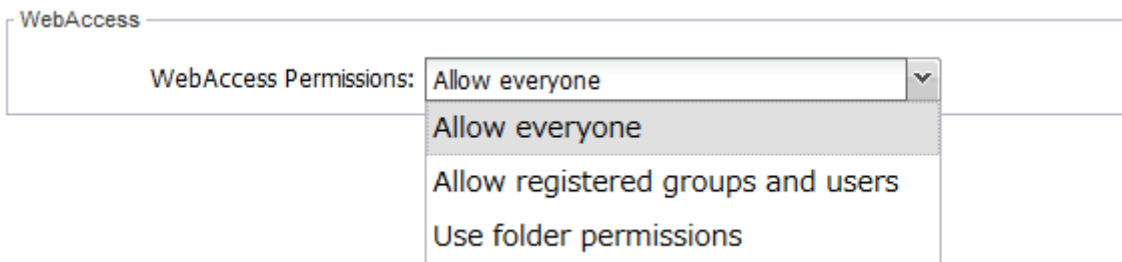 WebAccess
WebAccess Permissions: Allow everyone
Allow everyone
Allow registered groups and users
Use folder permissions